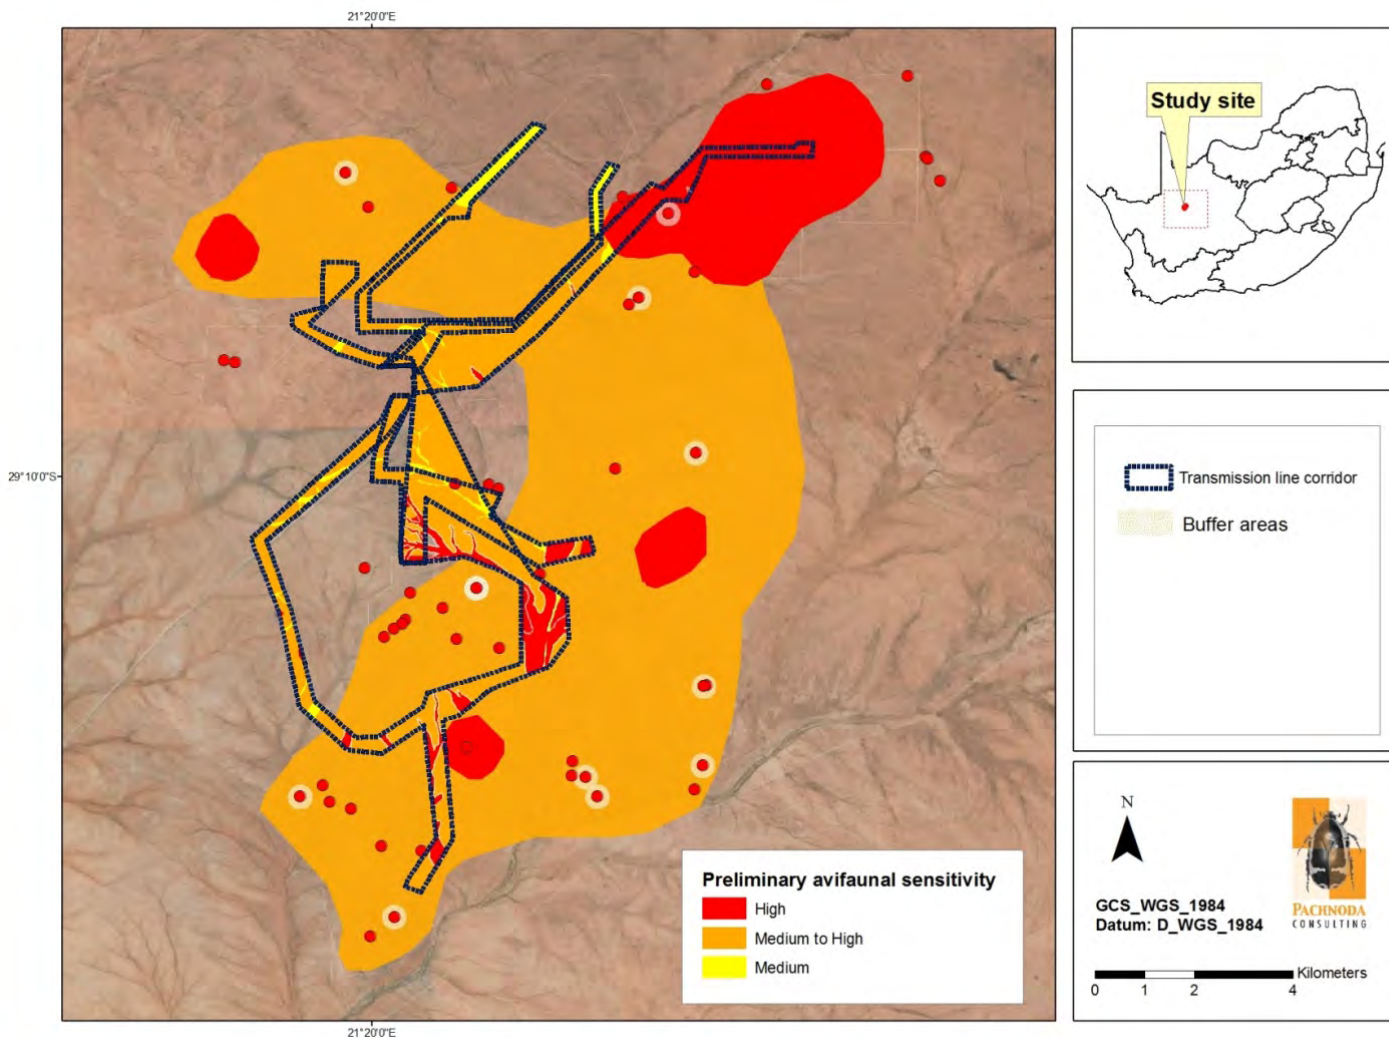 21°20'0"E
Study site
29°10'0"S
Transmission line corridor
Buffer areas
Preliminary avifaunal sensitivity
High
Medium to High
Medium
N
GCS_WGS_1984
Datum: D_WGS_1984
PACHNODA
CONSULTING
Kilometers
0 1 2 4
21°20'0"E